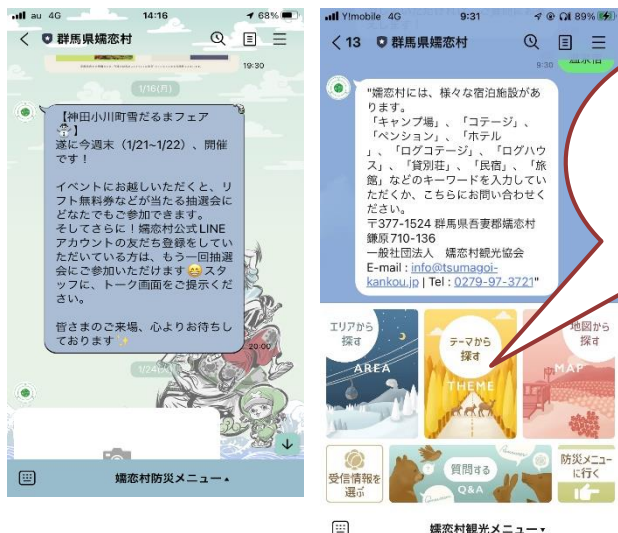 au 4G 14:16 68%
群馬県嬬恋村
19:30
1/16(月)
【神田小川町雪だるまフェア
⛄】
遂に今週末（1/21~1/22）、開催
です！
イベントにお越しいただくと、リ
フト無料券などが当たる抽選会に
どなたでもご参加できます。
そしてさらに！嬬恋村公式LINE
アカウントの友だち登録をしてい
ただいている方は、もう一回抽選
会にご参加いただけます😄スタ
ッフに、トーク画面をご提示くだ
さい。
皆さまのご来場、心よりお待ちし
ております✨
20:00
1/24(火)
嬬恋村防災メニュー▲
Y!mobile 4G 9:31 89%
13 群馬県嬬恋村
9:30
"嬬恋村には、様々な宿泊施設があ
ります。
「キャンプ場」、「コテージ」、
「ペンション」、「ホテル
」、「ログコテージ」、「ログハウ
ス」、「貸別荘」、「民宿」、「旅
館」などのキーワードを入力してい
ただくか、こちらにお問い合わせく
ださい。
〒377-1524 群馬県吾妻郡嬬恋村
鎌原710-136
一般社団法人 嬬恋村観光協会
E-mail : info@tsumagoi-
kankou.jp | Tel : 0279-97-3721"
エリアから
探す
AREA
テーマから
探す
THEME
地図から
探す
MAP
受信情報を
選ぶ
質問する
Q&A
防災メニュー
に行く
嬬恋村観光メニュー▼